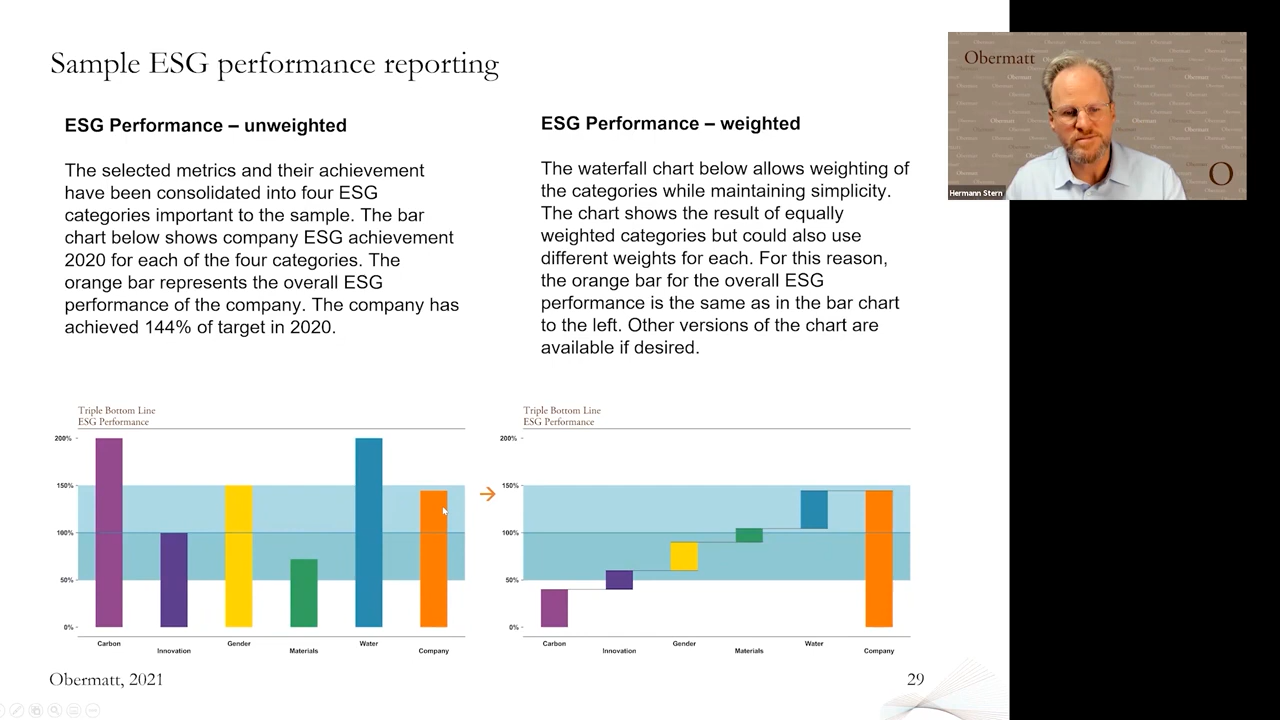 Sample ESG performance reporting
ESG Performance – unweighted
The selected metrics and their achievement
have been consolidated into four ESG
categories important to the sample. The bar
chart below shows company ESG achievement
2020 for each of the four categories. The
orange bar represents the overall ESG
performance of the company. The company has
achieved 144% of target in 2020.
ESG Performance – weighted
The waterfall chart below allows weighting of
the categories while maintaining simplicity.
The chart shows the result of equally
weighted categories but could also use
different weights for each. For this reason,
the orange bar for the overall ESG
performance is the same as in the bar chart
to the left. Other versions of the chart are
available if desired.
Triple Bottom Line
ESG Performance
200%
150%
100%
50%
0%
Carbon
Innovation
Gender
Materials
Water
Company
Triple Bottom Line
ESG Performance
200%
150%
100%
50%
0%
Carbon
Innovation
Gender
Materials
Water
Company
Obermatt, 2021
29
Obermatt
O
Hermann Stern